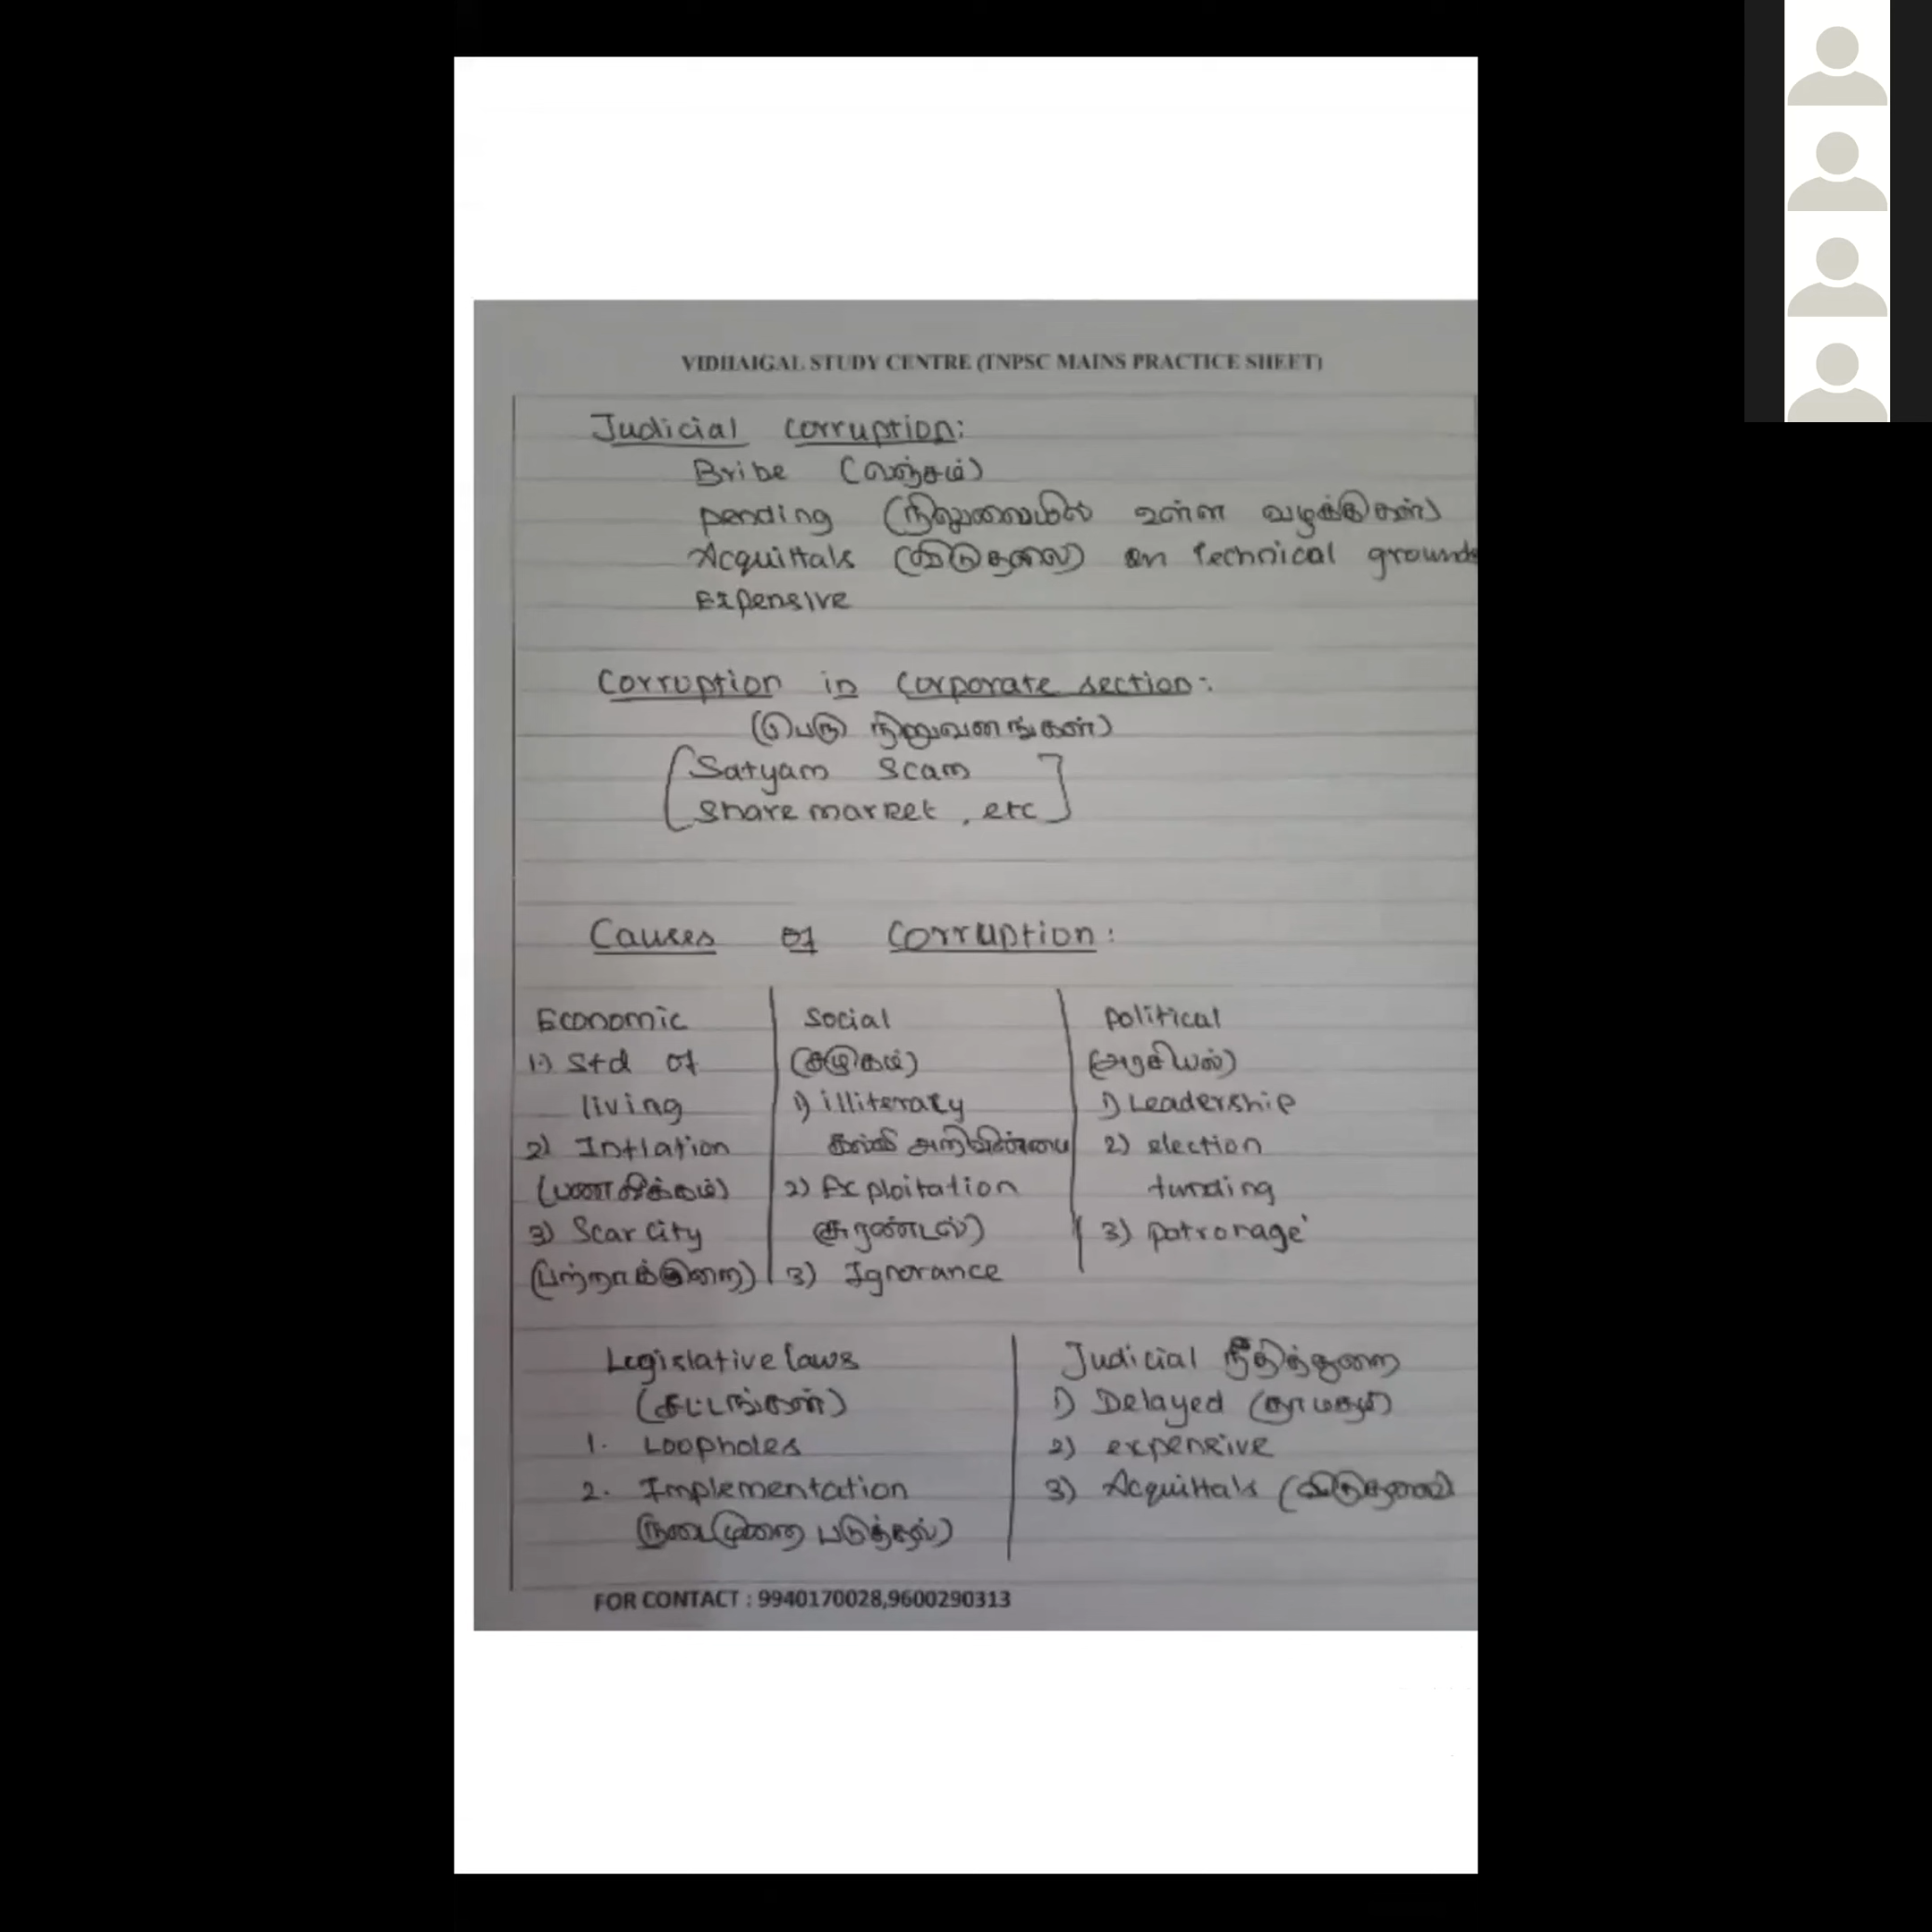 VIDHAIGAL STUDY CENTRE (TNPSC MAINS PRACTICE SHEET)
Judicial Corruption:
Bribe (லஞ்சம்)
pending (நிலுவையில் உள்ள வழக்குகள்)
Acquittals (விடுதலை) on Technical grounds
Expensive
Corruption in Corporate section:
(பெரு நிறுவனங்கள்)
[Satyam Scam
Share market, etc]
Causes of Corruption:
Economic
1) Std of
living
2) Inflation
(பணவீக்கம்)
3) Scarcity
(பற்றாக்குறை)
Social
(சமூகம்)
1) illiteracy
கல்வி அறிவின்மை
2) Exploitation
(சுரண்டல்)
3) Ignorance
Political
(அரசியல்)
1) Leadership
2) election
funding
3) patronage
Legislative laws
(சட்டங்கள்)
1. Loopholes
2. Implementation
(நடைமுறை படுத்தல்)
Judicial நீதித்துறை
1) Delayed (தாமதம்)
2) expensive
3) Acquittals (விடுதலை)
FOR CONTACT : 9940170028,9600290313